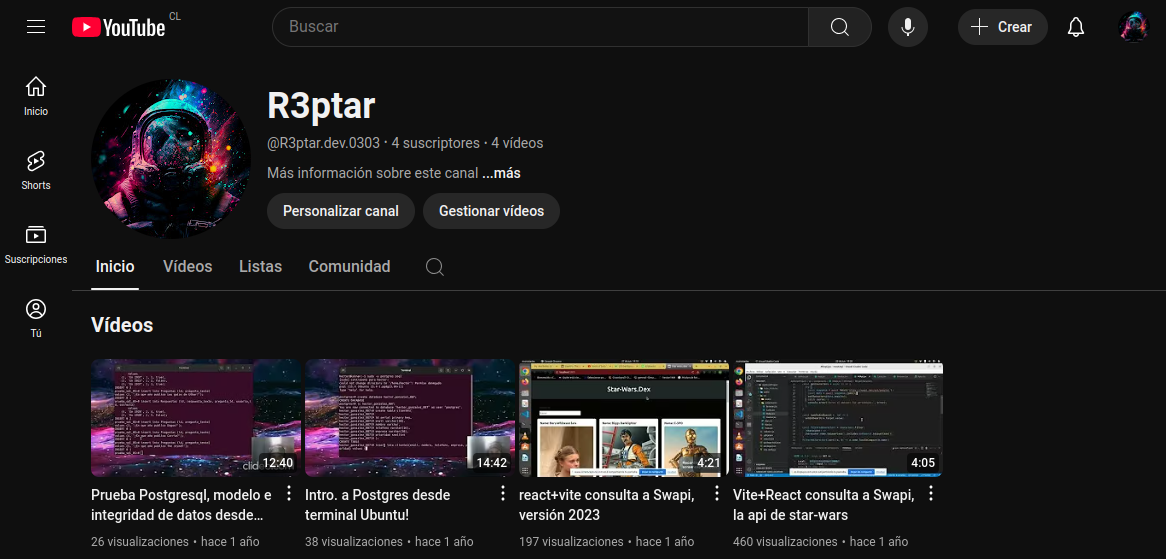 YouTube CL
Buscar
Crear
Inicio
Shorts
Suscripciones
Tú
R3ptar
@R3ptar.dev.0303 · 4 suscriptores · 4 vídeos
Más información sobre este canal ...más
Personalizar canal
Gestionar vídeos
Inicio
Vídeos
Listas
Comunidad
Vídeos
12:40
14:42
Star-Wars.Dex
4:21
4:05
Prueba Postgresql, modelo e
integridad de datos desde...
26 visualizaciones • hace 1 año
Intro. a Postgres desde
terminal Ubuntu!
38 visualizaciones • hace 1 año
react+vite consulta a Swapi,
versión 2023
197 visualizaciones • hace 1 año
Vite+React consulta a Swapi,
la api de star-wars
460 visualizaciones • hace 1 año